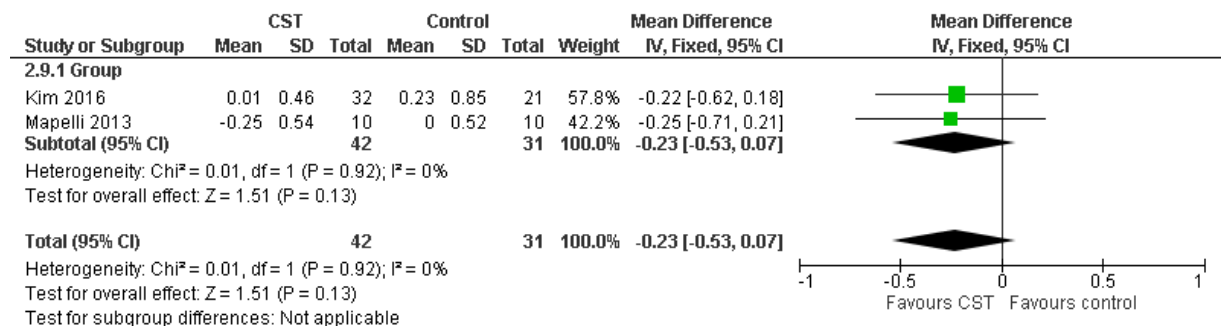 CST Control Mean Difference Mean Difference
Study or Subgroup Mean SD Total Mean SD Total Weight IV, Fixed, 95% CI IV, Fixed, 95% CI
2.9.1 Group
Kim 2016 0.01 0.46 32 0.23 0.85 21 57.8% -0.22 [-0.62, 0.18]
Mapelli 2013 -0.25 0.54 10 0 0.52 10 42.2% -0.25 [-0.71, 0.21]
Subtotal (95% CI) 42 31 100.0% -0.23 [-0.53, 0.07]
Heterogeneity: Chi² = 0.01, df = 1 (P = 0.92); I² = 0%
Test for overall effect: Z = 1.51 (P = 0.13)
Total (95% CI) 42 31 100.0% -0.23 [-0.53, 0.07]
Heterogeneity: Chi² = 0.01, df = 1 (P = 0.92); I² = 0%
Test for overall effect: Z = 1.51 (P = 0.13)
Test for subgroup differences: Not applicable
-1 -0.5 0 0.5 1
Favours CST Favours control